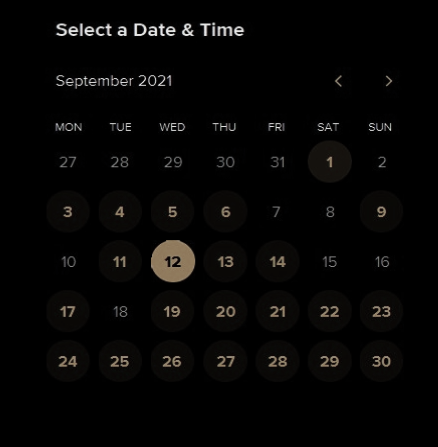 Select a Date & Time
September 2021
MON TUE WED THU FRI SAT SUN
27 28 29 30 31 1 2
3 4 5 6 7 8 9
10 11 12 13 14 15 16
17 18 19 20 21 22 23
24 25 26 27 28 29 30